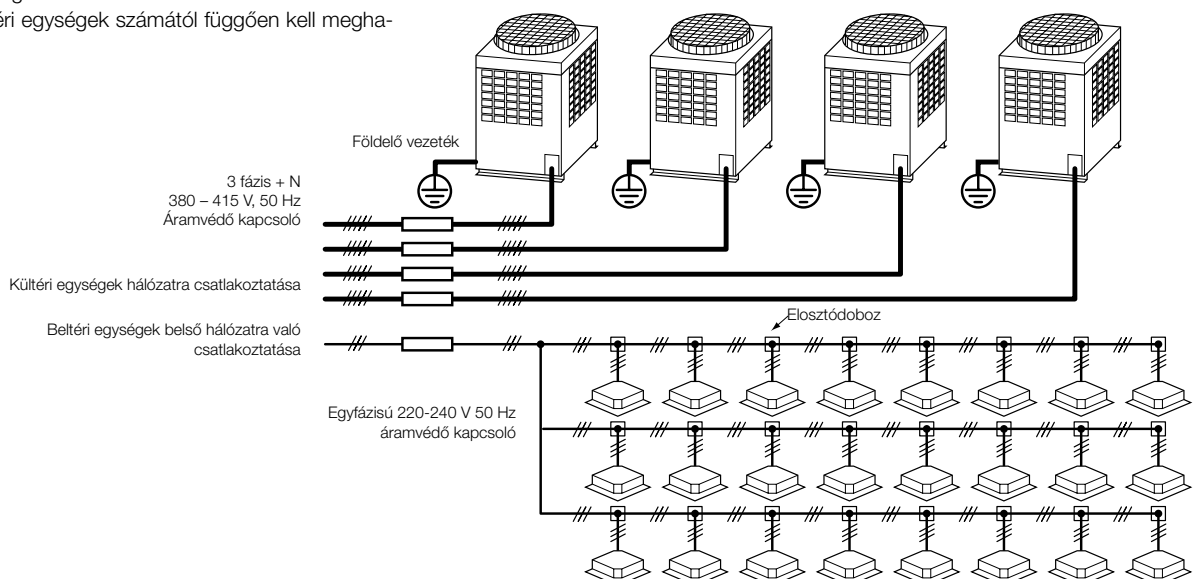 éri egységek számától függően kell megha-
Földelő vezeték
3 fázis + N
380 – 415 V, 50 Hz
Áramvédő kapcsoló
Kültéri egységek hálózatra csatlakoztatása
Beltéri egységek belső hálózatra való
csatlakoztatása
Elosztódoboz
Egyfázisú 220-240 V 50 Hz
áramvédő kapcsoló